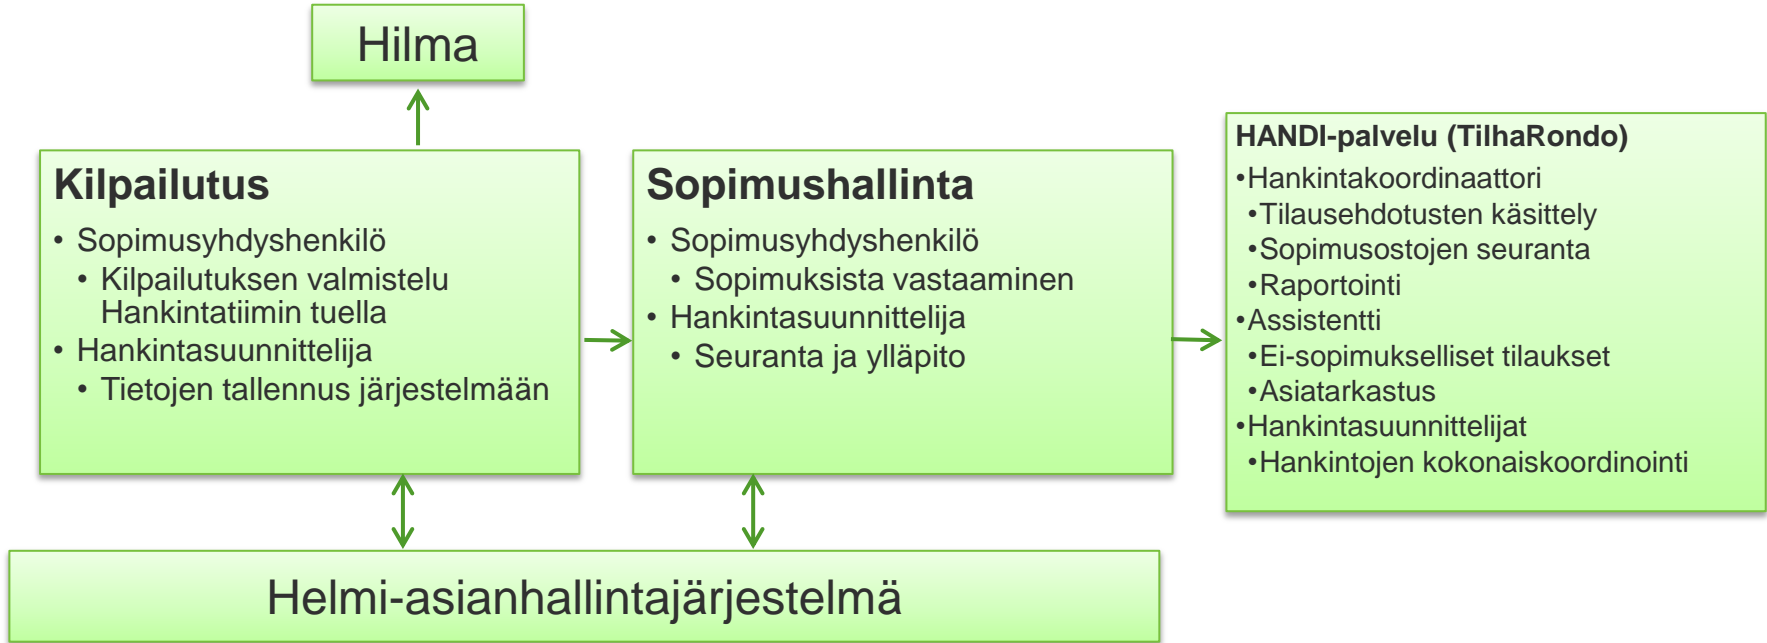 Hilma
Kilpailutus
• Sopimusyhdyshenkilö
• Kilpailutuksen valmistelu
Hankintatiimin tuella
• Hankintasuunnittelija
• Tietojen tallennus järjestelmään
Sopimushallinta
• Sopimusyhdyshenkilö
• Sopimuksista vastaaminen
• Hankintasuunnittelija
• Seuranta ja ylläpito
HANDI-palvelu (TilhaRondo)
•Hankintakoordinaattori
•Tilausehdotusten käsittely
•Sopimusostojen seuranta
•Raportointi
•Assistentti
•Ei-sopimukselliset tilaukset
•Asiatarkastus
•Hankintasuunnittelijat
•Hankintojen kokonaiskoordinointi
Helmi-asianhallintajärjestelmä